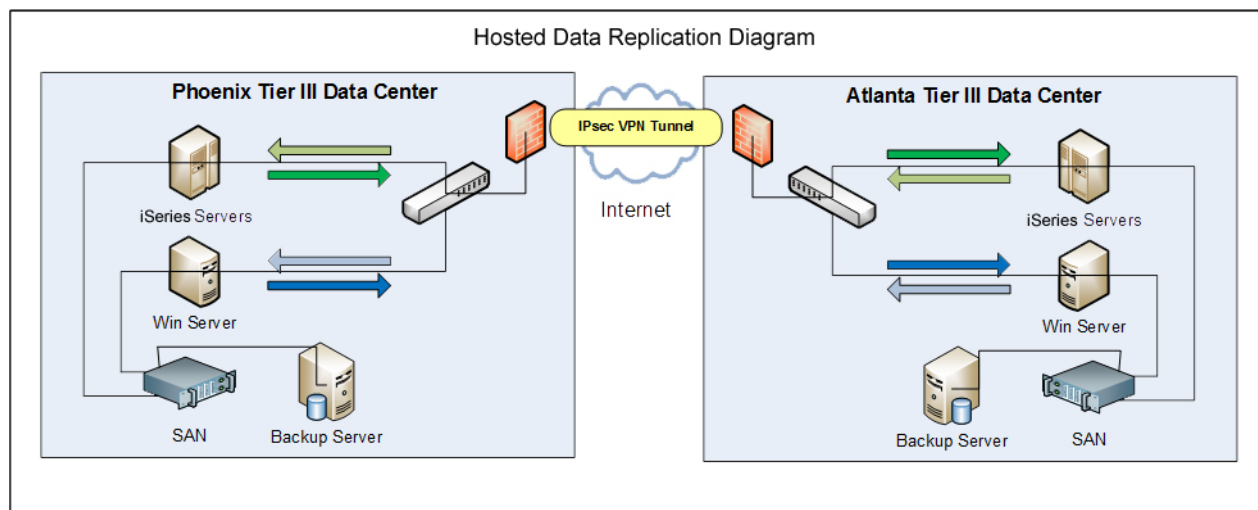 Hosted Data Replication Diagram
Phoenix Tier III Data Center
IPsec VPN Tunnel
Internet
Atlanta Tier III Data Center
iSeries Servers
Win Server
SAN
Backup Server
iSeries Servers
Win Server
Backup Server
SAN